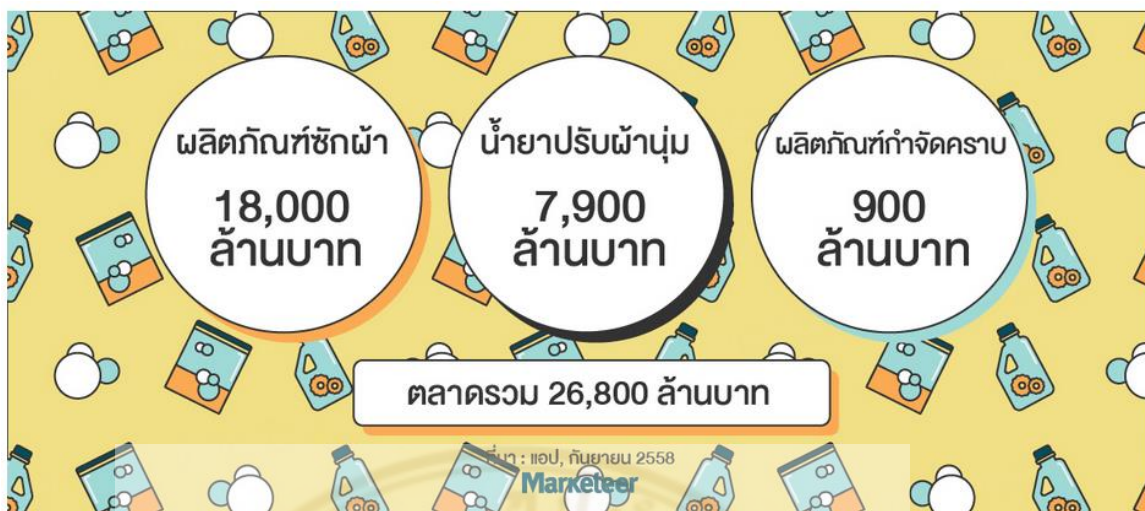 ผลิตภัณฑ์ซักผ้า
18,000
ล้านบาท
น้ำยาปรับผ้านุ่ม
7,900
ล้านบาท
ผลิตภัณฑ์กำจัดคราบ
900
ล้านบาท
ตลาดรวม 26,800 ล้านบาท
ที่มา : แอป, กันยายน 2558
Marketeer